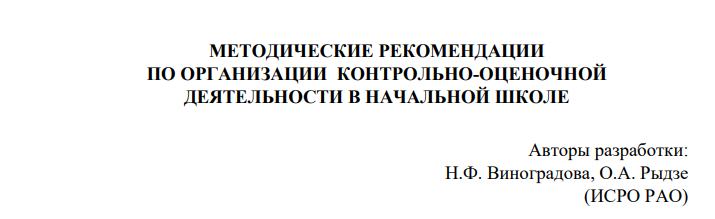 МЕТОДИЧЕСКИЕ РЕКОМЕНДАЦИИ
ПО ОРГАНИЗАЦИИ КОНТРОЛЬНО-ОЦЕНОЧНОЙ
ДЕЯТЕЛЬНОСТИ В НАЧАЛЬНОЙ ШКОЛЕ
Авторы разработки:
Н.Ф. Виноградова, О.А. Рыдзе
(ИСРО РАО)